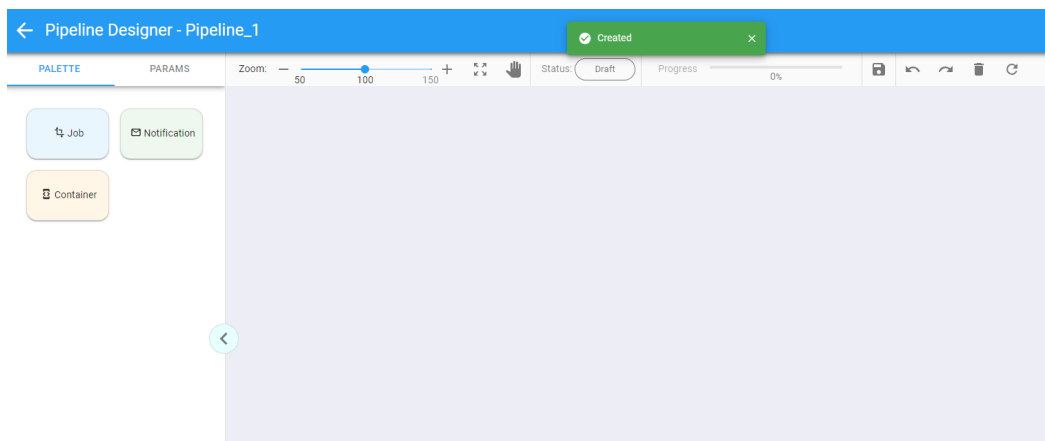 Pipeline Designer - Pipeline_1
Created
PALETTE
PARAMS
Zoom:
50
100
150
Status:
Draft
Progress
0%
Job
Notification
Container